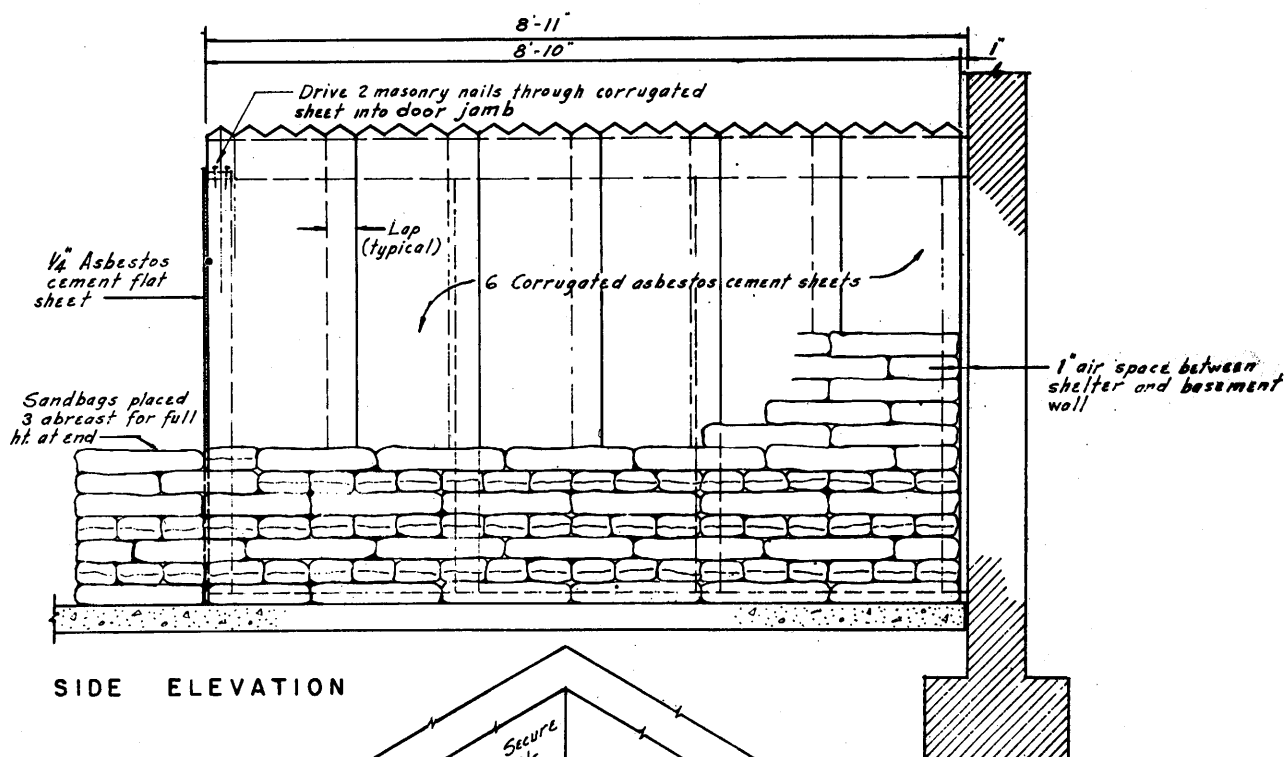 8'-11"
8'-10"
1"
Drive 2 masonry nails through corrugated
sheet into door jamb
Lap
(typical)
1/4" Asbestos
cement flat
sheet
6 Corrugated asbestos cement sheets
1" air space between
shelter and basement
wall
Sandbags placed
3 abreast for full
ht. at end
SIDE ELEVATION
Secure